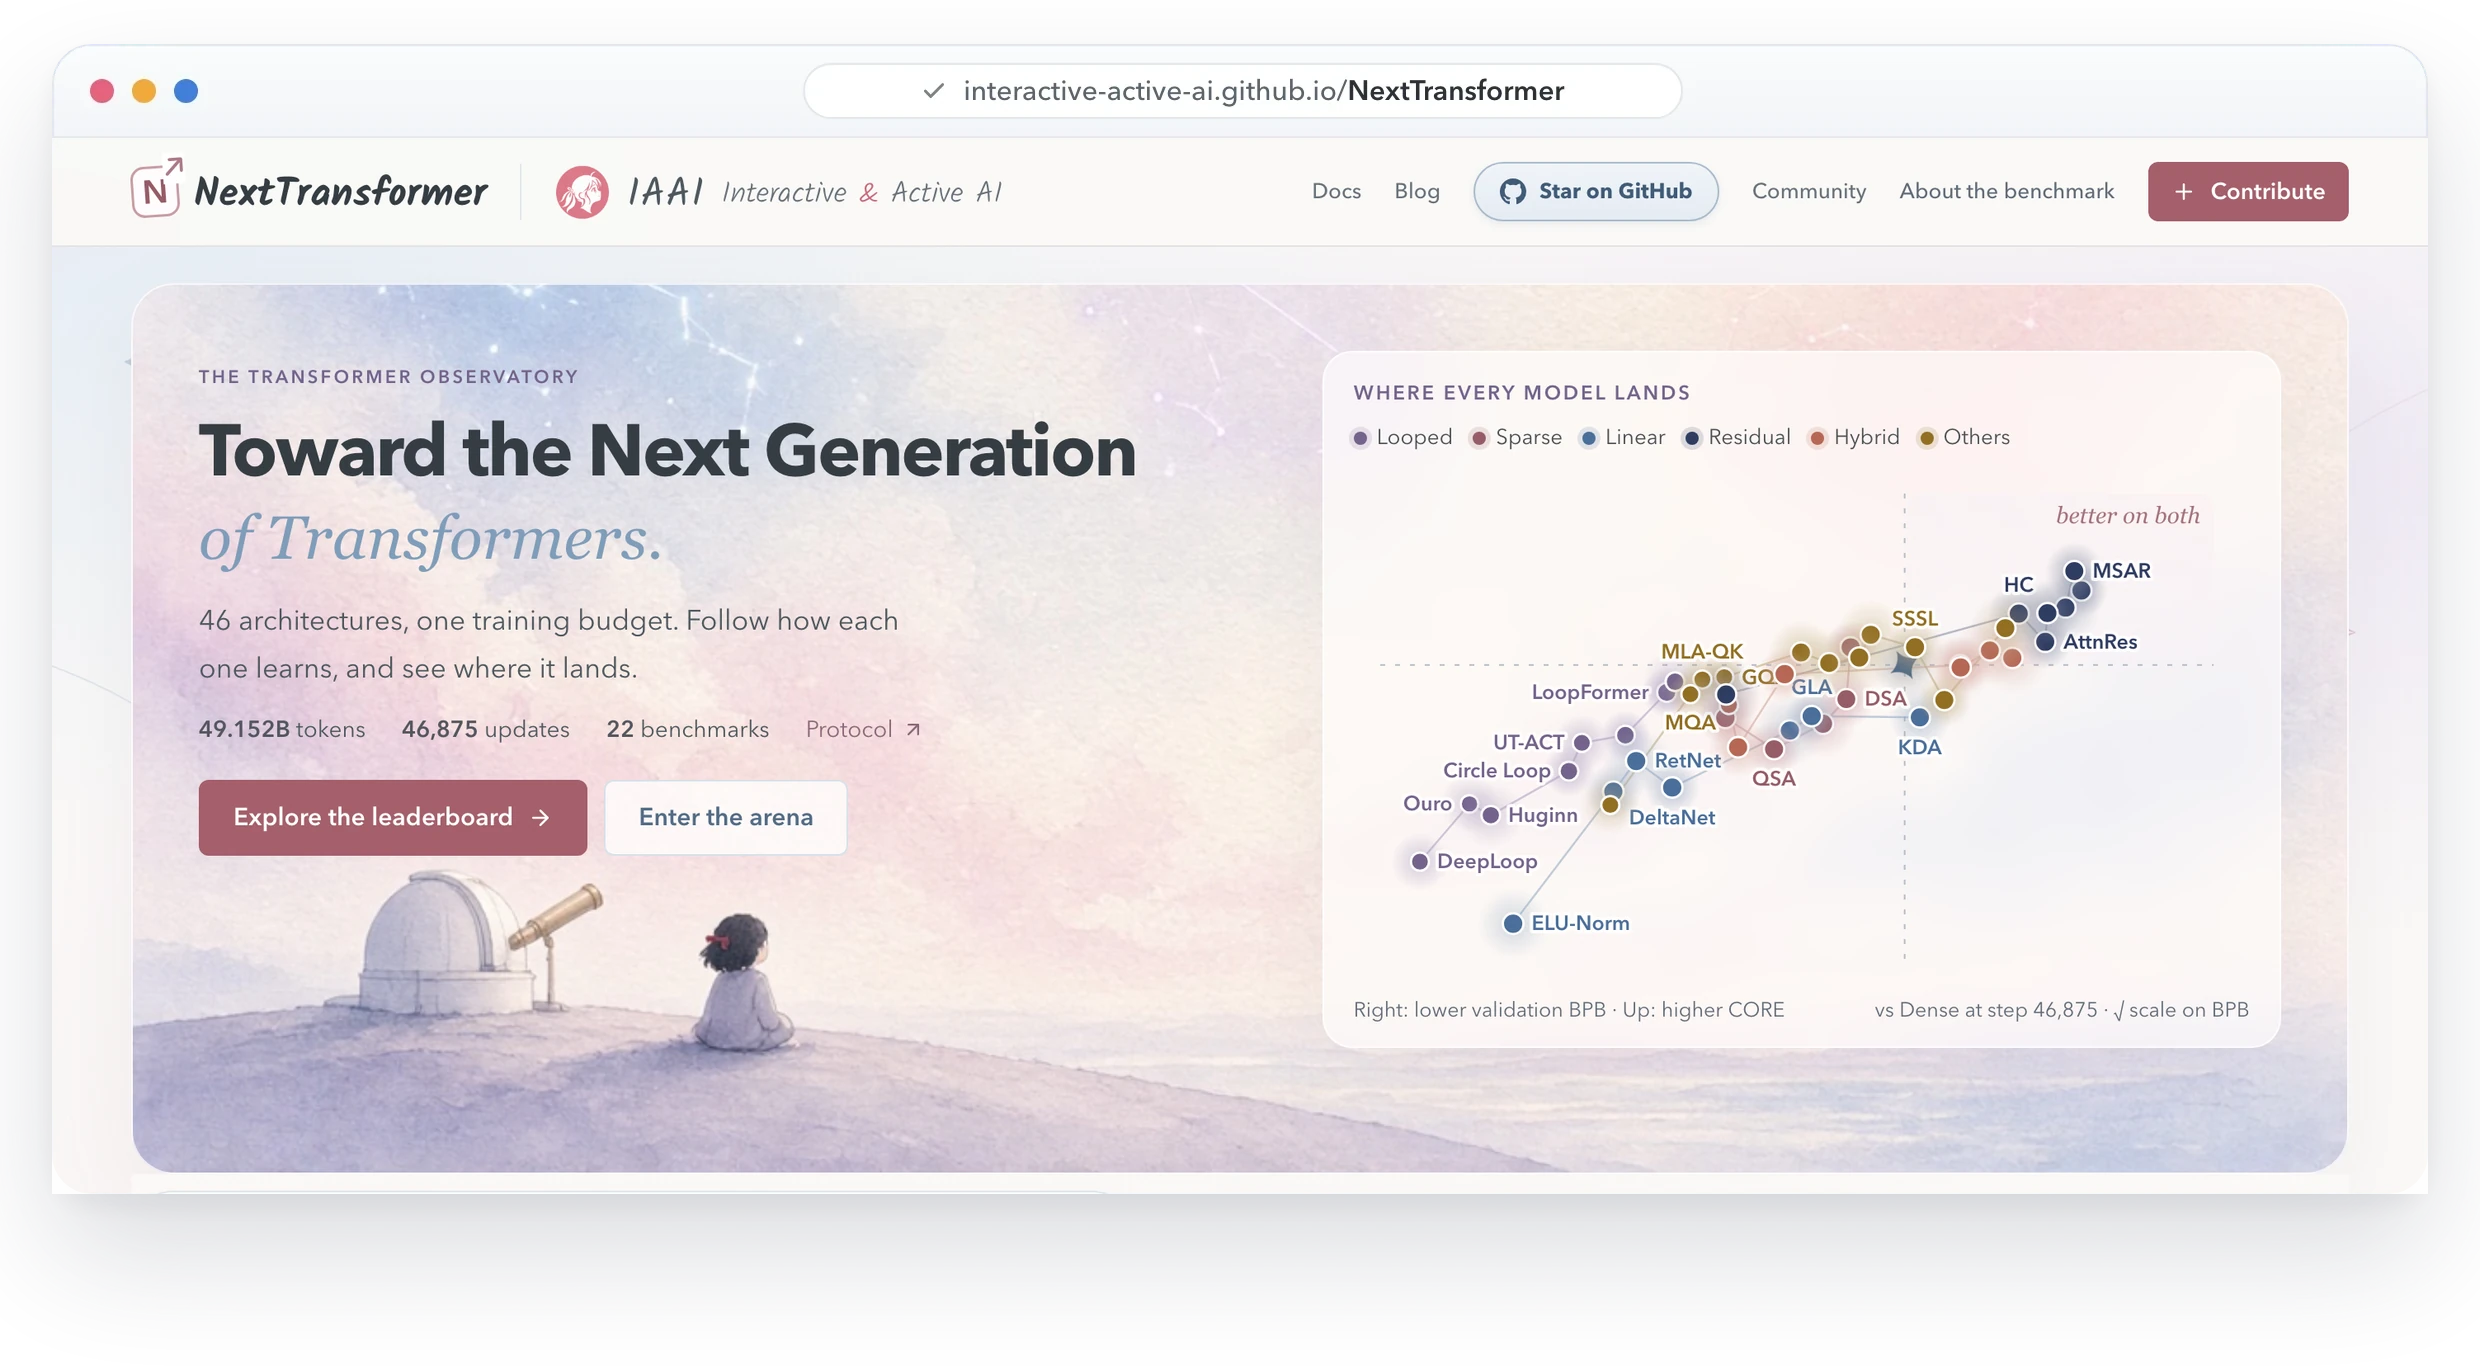 interactive-active-ai.github.io/NextTransformer
N NextTransformer
IAAI Interactive & Active AI
Docs
Blog
Star on GitHub
Community
About the benchmark
+ Contribute
THE TRANSFORMER OBSERVATORY
Toward the Next Generation
of Transformers.
46 architectures, one training budget. Follow how each
one learns, and see where it lands.
49.152B tokens 46,875 updates 22 benchmarks Protocol ↗
Explore the leaderboard →
Enter the arena
WHERE EVERY MODEL LANDS
Looped Sparse Linear Residual Hybrid Others
better on both
MSAR
HC
SSSL
AttnRes
MLA-QK
GLA
LoopFormer
DSA
MQA
UT-ACT
KDA
RetNet
Circle Loop
QSA
Ouro
Huginn
DeltaNet
DeepLoop
ELU-Norm
Right: lower validation BPB · Up: higher CORE
vs Dense at step 46,875 · √ scale on BPB